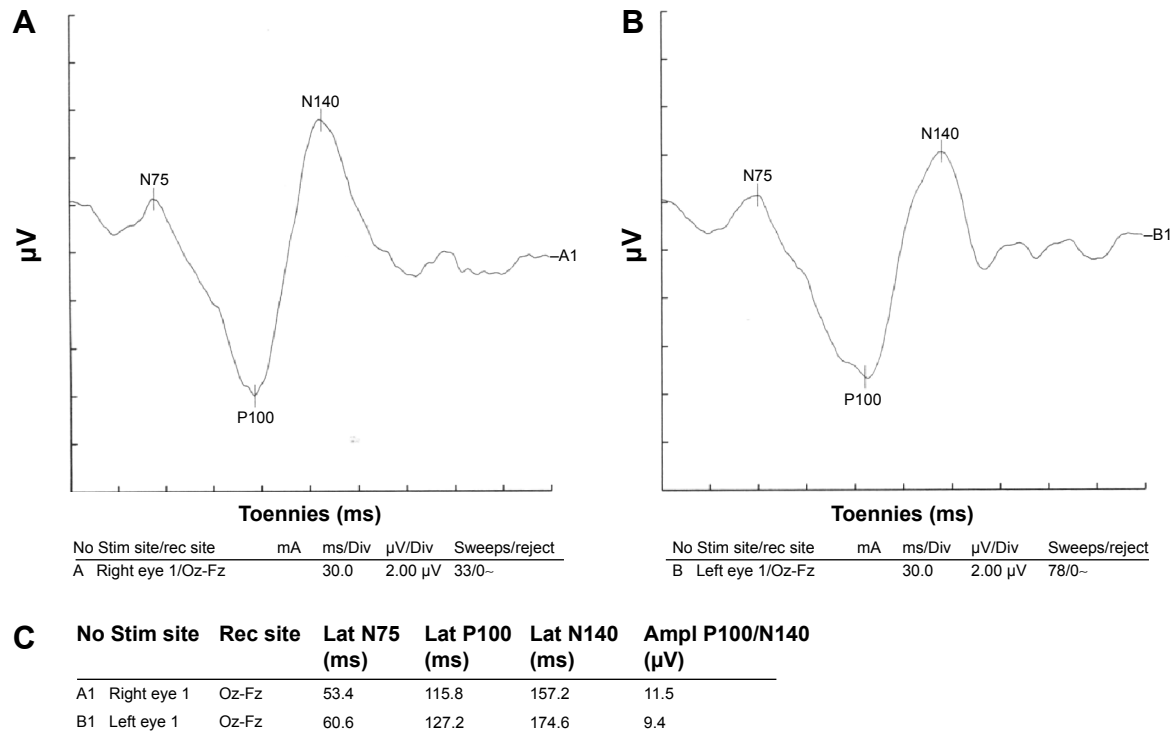 A
N140
N75
µV
–A1
P100
Toennies (ms)
No Stim site/rec site mA ms/Div µV/Div Sweeps/reject
A Right eye 1/Oz-Fz 30.0 2.00 µV 33/0~
B
N140
N75
µV
–B1
P100
Toennies (ms)
No Stim site/rec site mA ms/Div µV/Div Sweeps/reject
B Left eye 1/Oz-Fz 30.0 2.00 µV 78/0~
C
No Stim site Rec site Lat N75 (ms) Lat P100 (ms) Lat N140 (ms) Ampl P100/N140 (µV)
A1 Right eye 1 Oz-Fz 53.4 115.8 157.2 11.5
B1 Left eye 1 Oz-Fz 60.6 127.2 174.6 9.4